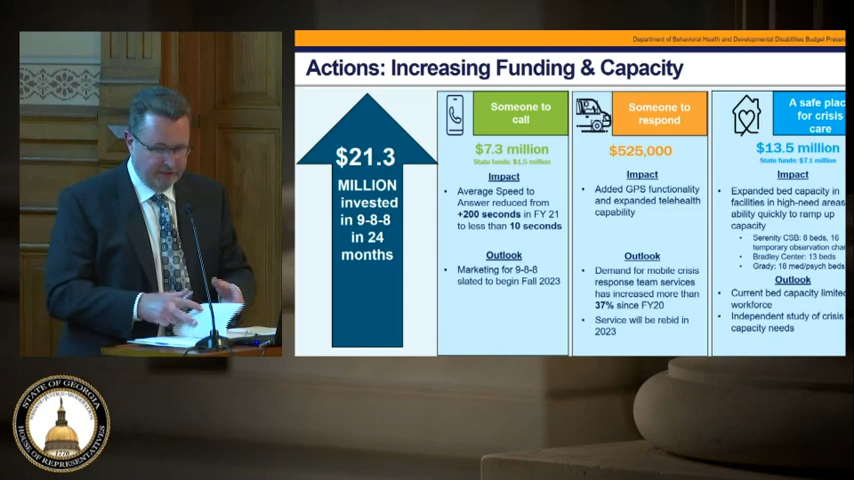 Department of Behavioral Health and Developmental Disabilities Budget
Actions: Increasing Funding & Capacity
$21.3
MILLION
invested
in 9-8-8
in 24
months
Someone to
call
$7.3 million
State funds: $1.5 million
Impact
• Average Speed to
Answer reduced from
+200 seconds in FY 21
to less than 10 seconds
Outlook
• Marketing for 9-8-8
slated to begin Fall 2023
Someone to
respond
$525,000
Impact
• Added GPS functionality
and expanded telehealth
capability
Outlook
• Demand for mobile crisis
response team services
has increased more than
37% since FY20
• Service will be rebid in
2023
A safe plac
for crisis
care
$13.5 million
State funds: $7.1 million
Impact
• Expanded bed capacity in
facilities in high-need areas
ability quickly to ramp up
capacity
• Serenity CSB: 8 beds, 16
temporary observation cha
• Bradley Center: 13 beds
• Grady: 18 med/psych beds
Outlook
• Current bed capacity limited
workforce
• Independent study of crisis
capacity needs
STATE OF GEORGIA
1776
HOUSE OF REPRESENTATIVES